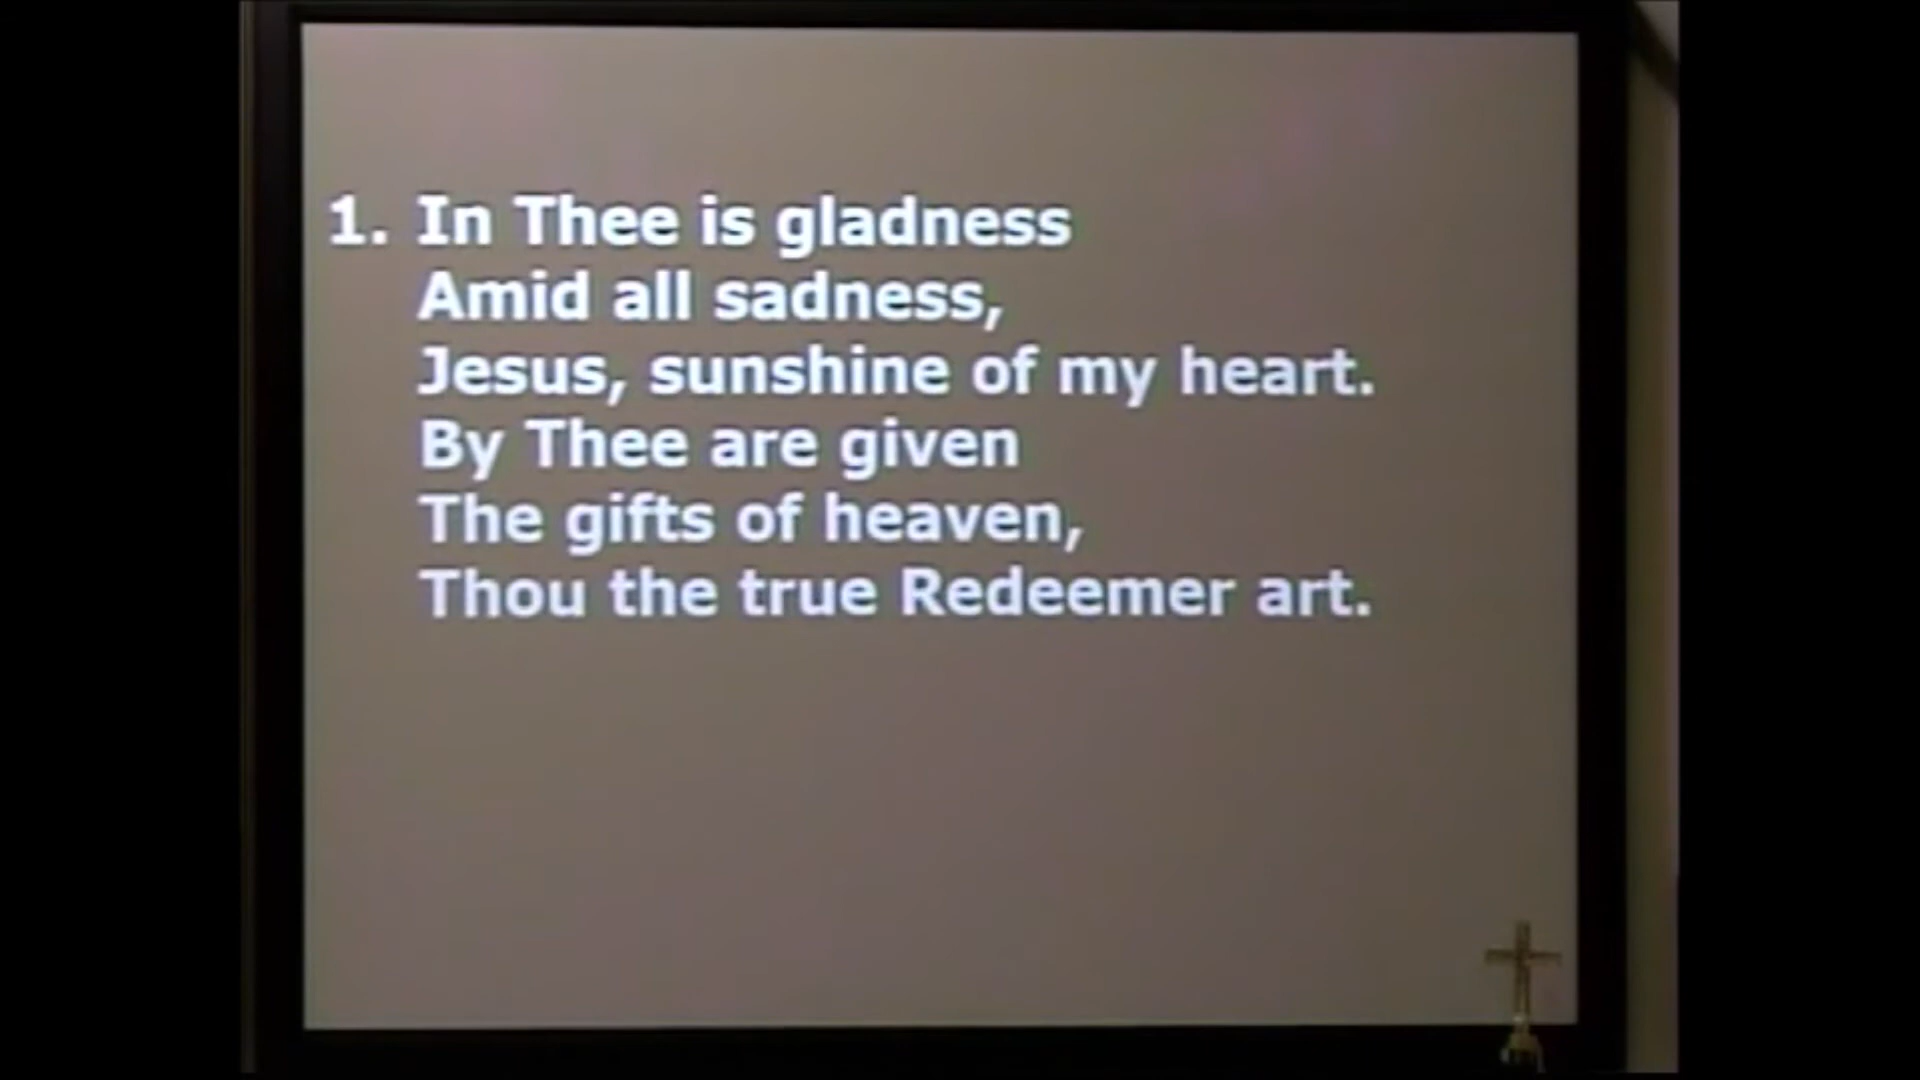 1. In Thee is gladness
Amid all sadness,
Jesus, sunshine of my heart.
By Thee are given
The gifts of heaven,
Thou the true Redeemer art.